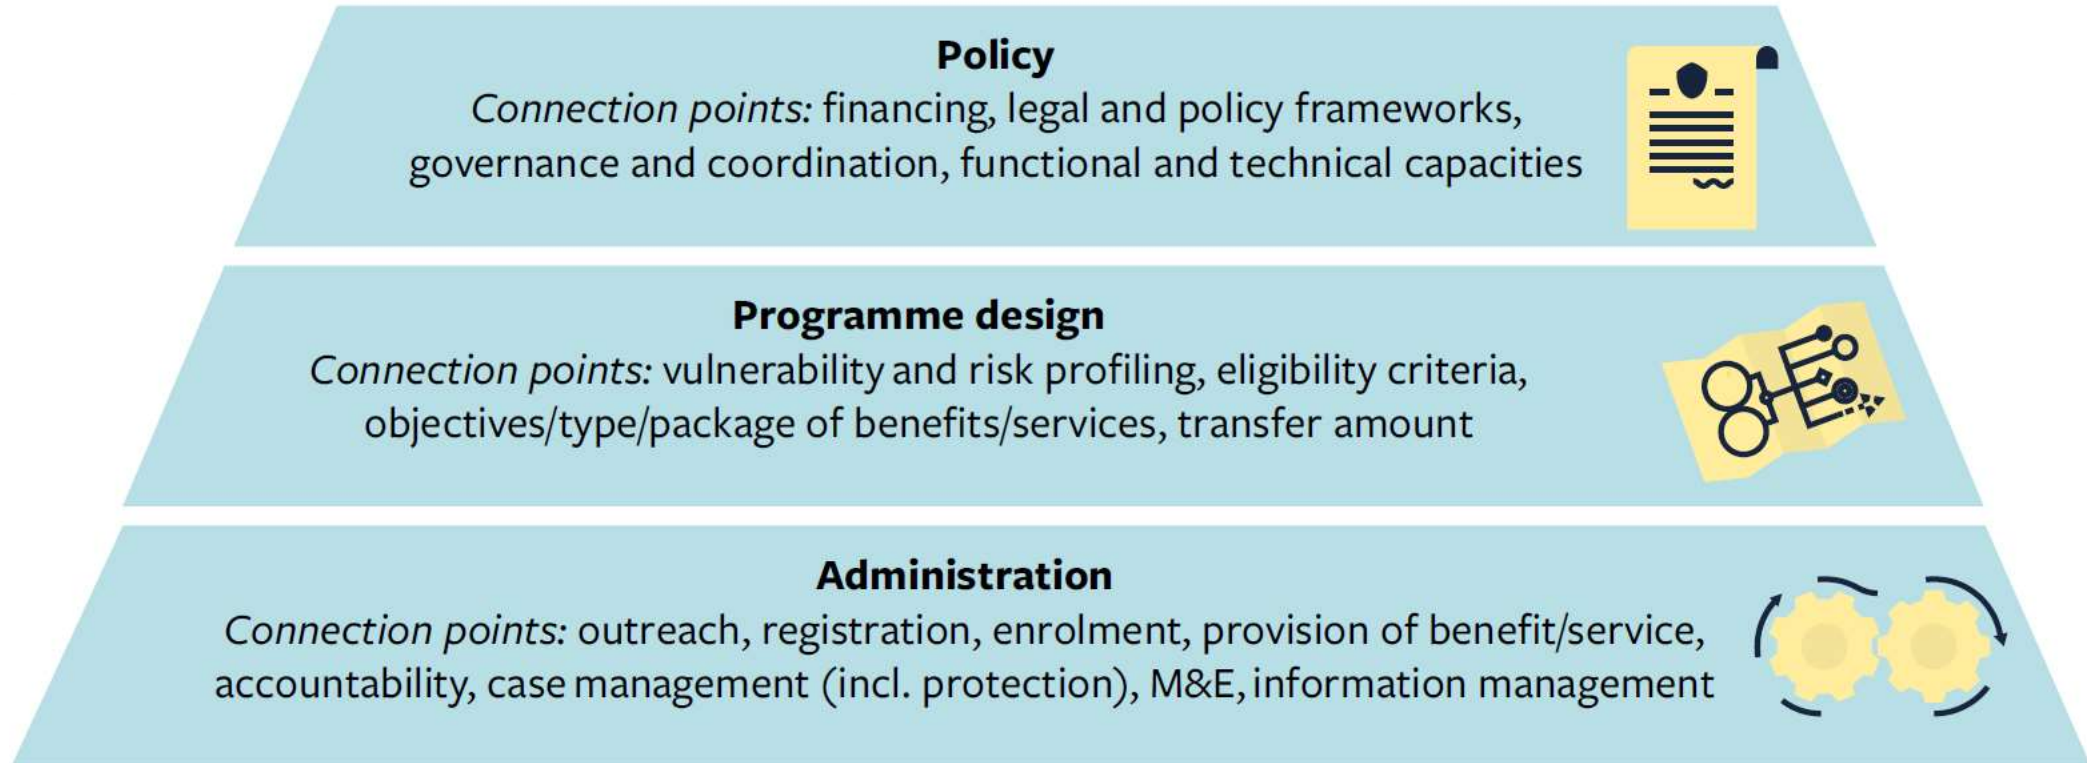 Policy
Connection points: financing, legal and policy frameworks,
governance and coordination, functional and technical capacities
Programme design
Connection points: vulnerability and risk profiling, eligibility criteria,
objectives/type/package of benefits/services, transfer amount
Administration
Connection points: outreach, registration, enrolment, provision of benefit/service,
accountability, case management (incl. protection), M&E, information management